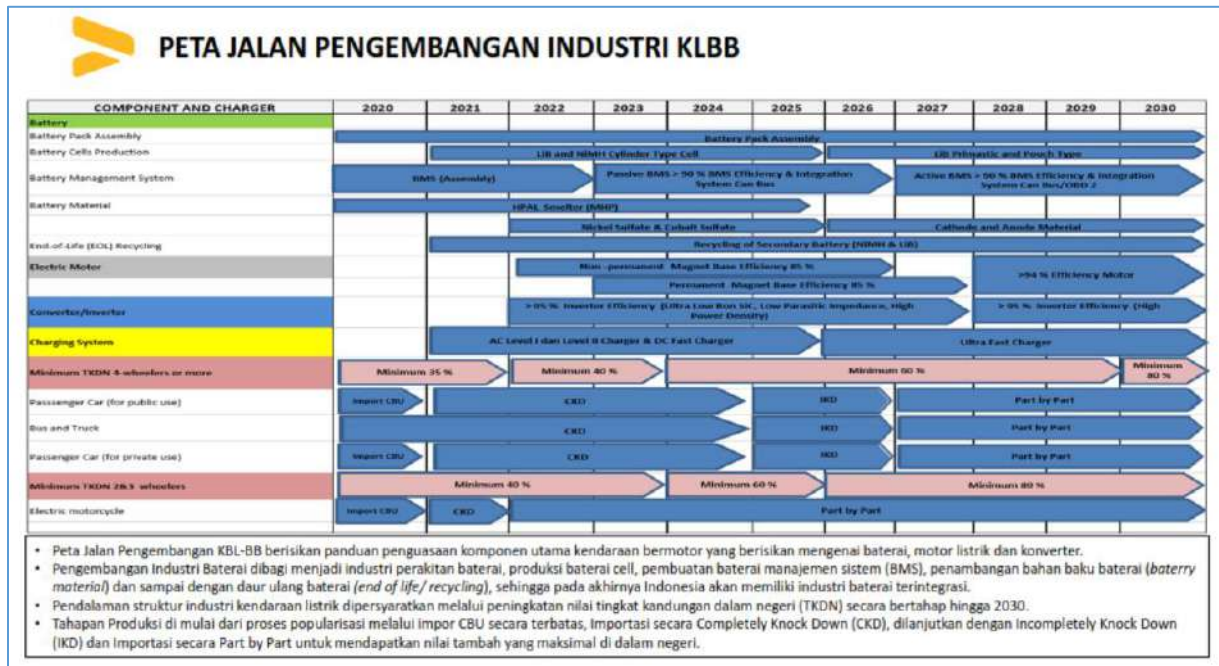 PETA JALAN PENGEMBANGAN INDUSTRI KLBB
COMPONENT AND CHARGER 2020 2021 2022 2023 2024 2025 2026 2027 2028 2029 2030
Battery
Battery Pack Assembly Battery Pack Assembly
Battery Cells Production LIB and NiMH Cylinder Type Cell LIB Prismatic and Pouch Type
Battery Management System BMS (Assembly) Passive BMS > 90 % BMS Efficiency & Integration Active BMS > 90 % BMS Efficiency & Integration
System Can Bus System Can Bus/OBD 2
Battery Material HPAL Smelter (MHP)
Nickel Sulfate & Cobalt Sulfate Cathode and Anode Material
End-of-Life (EOL) Recycling Recycling of Secondary Battery (NiMH & LIB)
Electric Motor Non-permanent Magnet Base Efficiency 85 % >94 % Efficiency Motor
Permanent Magnet Base Efficiency 85 %
Converter/Inverter >95 % Inverter Efficiency (Ultra Low Ron SiC, Low Parasitic Impedance, High > 95 % Inverter Efficiency (High
Power Density)
Charging System AC Level I dan Level II Charger & DC Fast Charger Ultra Fast Charger
Minimum TKDN 4-wheelers or more Minimum 35 % Minimum 40 % Minimum 60 % Minimum
80 %
Passsenger Car (for public use) Import CBU CKD IKD Part by Part
Bus and Truck CKD IKD Part by Part
Passenger Car (for private use) Import CBU CKD IKD Part by Part
Minimum TKDN 2&3 wheelers Minimum 40 % Minimum 60 % Minimum 80 %
Electric motorcycle Import CBU CKD Part by Part
• Peta Jalan Pengembangan KBL-BB berisikan panduan penguasaan komponen utama kendaraan bermotor yang berisikan mengenai baterai, motor listrik dan konverter.
• Pengembangan Industri Baterai dibagi menjadi industri perakitan baterai, produksi baterai cell, pembuatan baterai manajemen sistem (BMS), penambangan bahan baku baterai (baterry
material) dan sampai dengan daur ulang baterai (end of life/ recycling), sehingga pada akhirnya Indonesia akan memiliki industri baterai terintegrasi.
• Pendalaman struktur industri kendaraan listrik dipersyaratkan melalui peningkatan nilai tingkat kandungan dalam negeri (TKDN) secara bertahap hingga 2030.
• Tahapan Produksi di mulai dari proses popularisasi melalui impor CBU secara terbatas, Importasi secara Completely Knock Down (CKD), dilanjutkan dengan Incompletely Knock Down
(IKD) dan Importasi secara Part by Part untuk mendapatkan nilai tambah yang maksimal di dalam negeri.